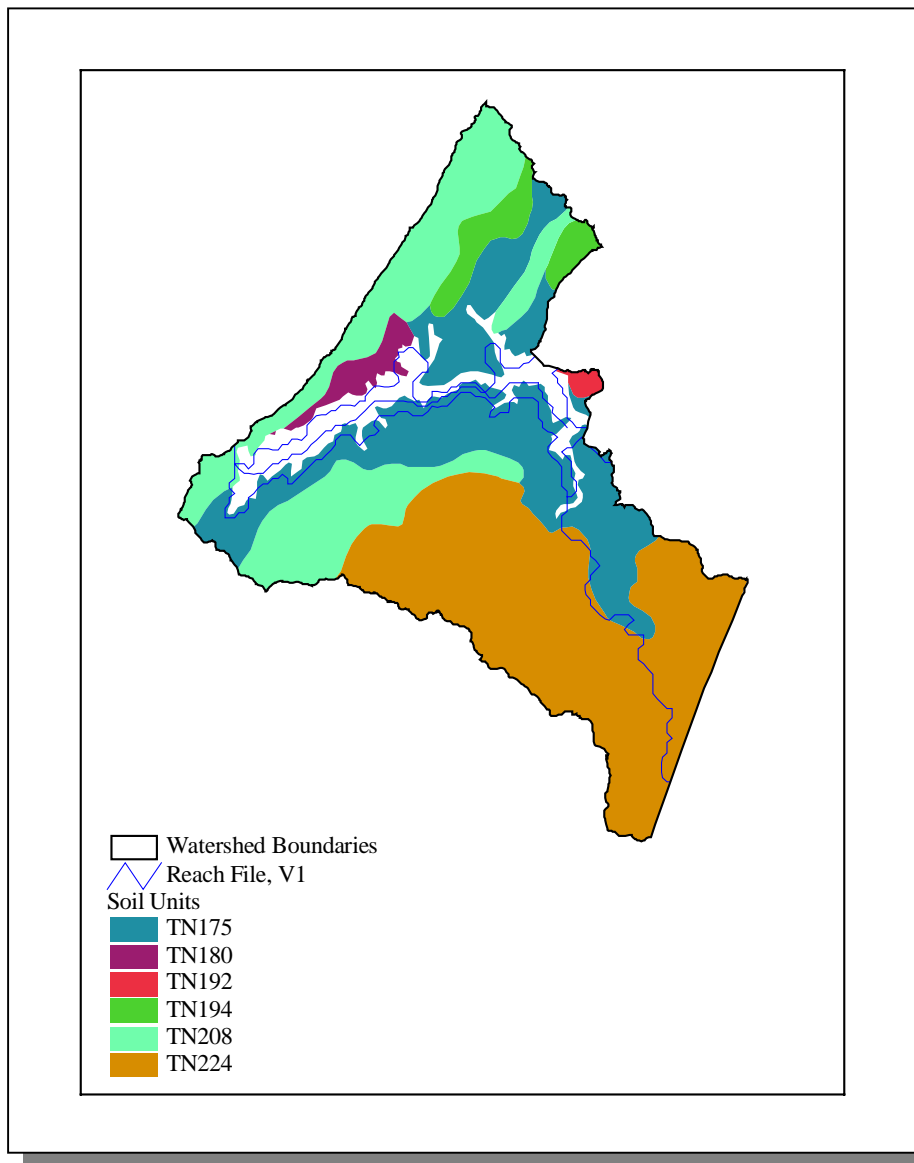 Watershed Boundaries
Reach File, V1
Soil Units
TN175
TN180
TN192
TN194
TN208
TN224